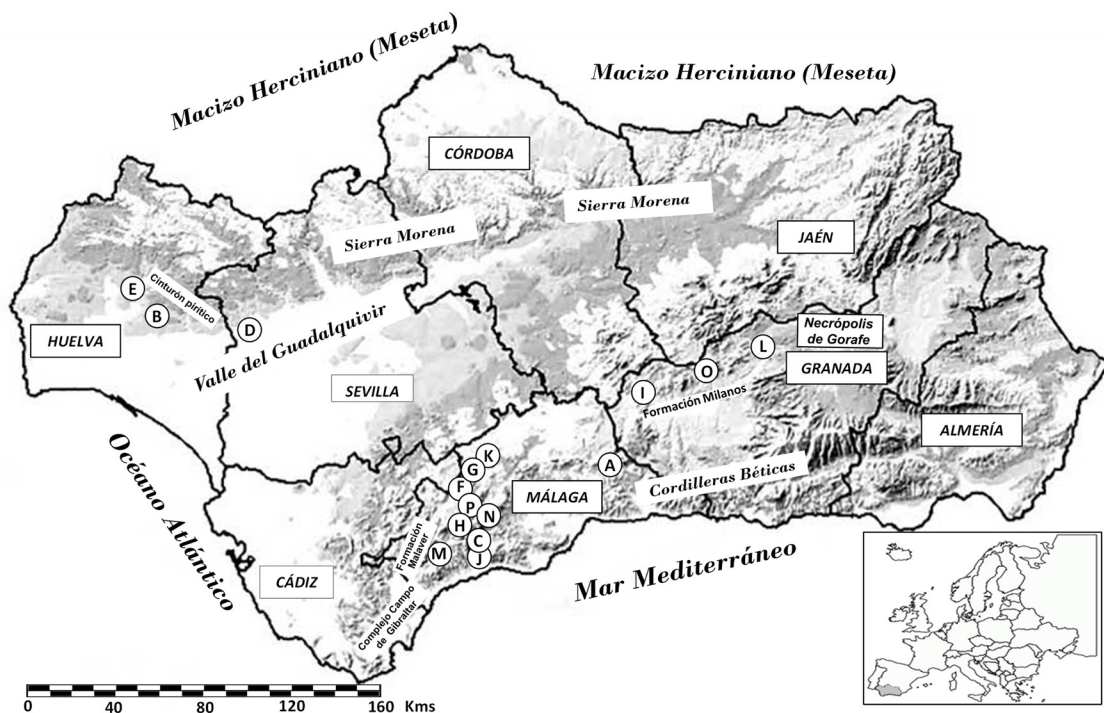 Macizo Herciniano (Meseta)
Macizo Herciniano (Meseta)
CÓRDOBA
Sierra Morena
Sierra Morena
JAÉN
E
Cinturón pirítico
B
D
HUELVA
Valle del Guadalquivir
SEVILLA
Necrópolis
de Gorafe
L
GRANADA
O
I
Formación Milanos
ALMERÍA
Océano Atlántico
K
G
A
F
MÁLAGA
Cordilleras Béticas
P
N
H
C
M
J
Formación
Malaver
CÁDIZ
Complejo Campo
de Gibraltar
Mar Mediterráneo
0 40 80 120 160 Kms